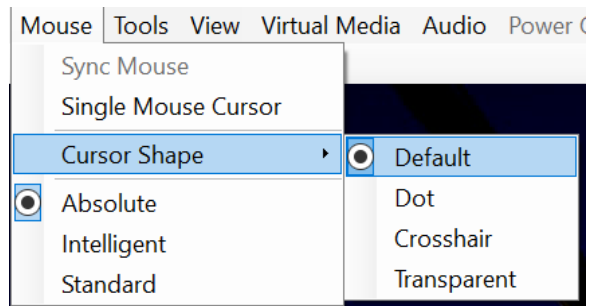 Mouse Tools View Virtual Media Audio Power
Sync Mouse
Single Mouse Cursor
Cursor Shape
Default
Dot
Crosshair
Transparent
Absolute
Intelligent
Standard